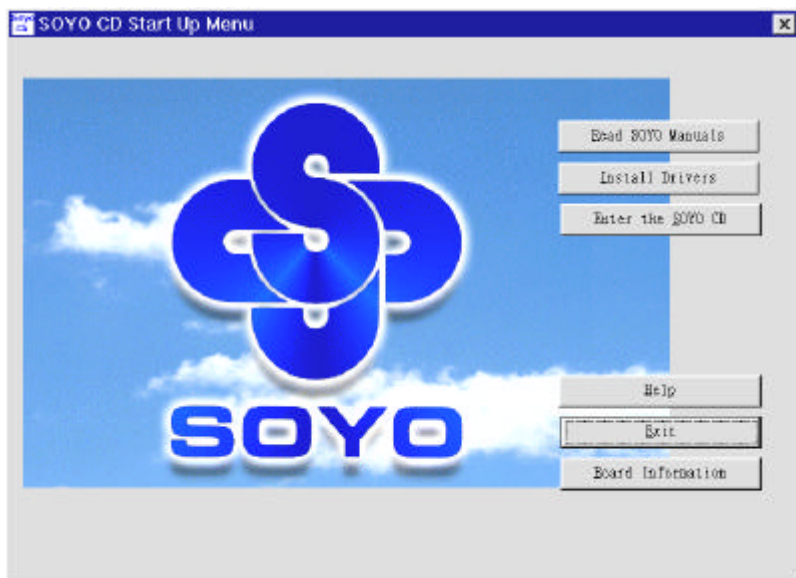 SOYO CD Start Up Menu
Read SOYO Manuals
Install Drivers
Enter the SOYO CD
SOYO
Help
Exit
Board Information